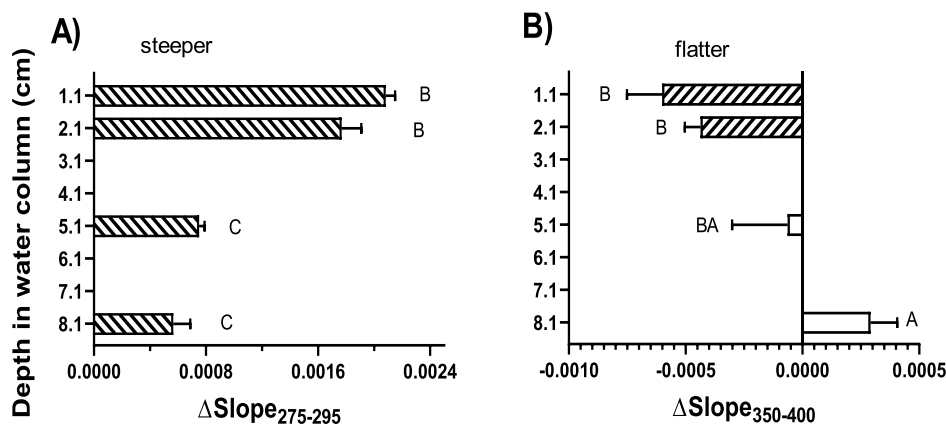 A)
steeper
Depth in water column (cm)
1.1
2.1
3.1
4.1
5.1
6.1
7.1
8.1
B
B
C
C
0.0000
0.0008
0.0016
0.0024
ΔSlope275-295
B)
flatter
1.1
2.1
3.1
4.1
5.1
6.1
7.1
8.1
B
B
BA
A
-0.0010
-0.0005
0.0000
0.0005
ΔSlope350-400